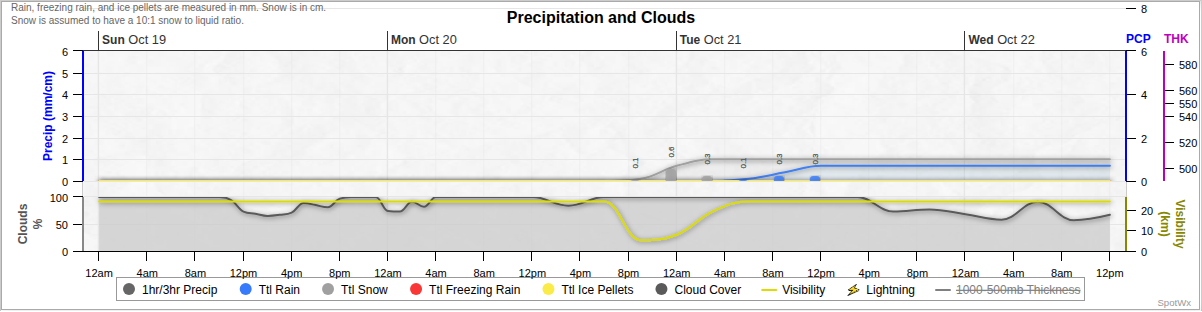 Rain, freezing rain, and ice pellets are measured in mm. Snow is in cm.
Snow is assumed to have a 10:1 snow to liquid ratio.
Precipitation and Clouds
8
Sun Oct 19 Mon Oct 20 Tue Oct 21 Wed Oct 22
PCP THK
6 6
5 580
4 4 560
550
3 540
2 2 520
1 500
0 0
Precip (mm/cm)
0.1 0.6 0.3 0.1 0.3 0.3
100
50
0
Clouds
%
20
10
0
Visibility
(km)
12am 4am 8am 12pm 4pm 8pm 12am 4am 8am 12pm 4pm 8pm 12am 4am 8am 12pm 4pm 8pm 12am 4am 8am 12pm
1hr/3hr Precip Ttl Rain Ttl Snow Ttl Freezing Rain Ttl Ice Pellets Cloud Cover Visibility Lightning 1000-500mb Thickness
SpotWx